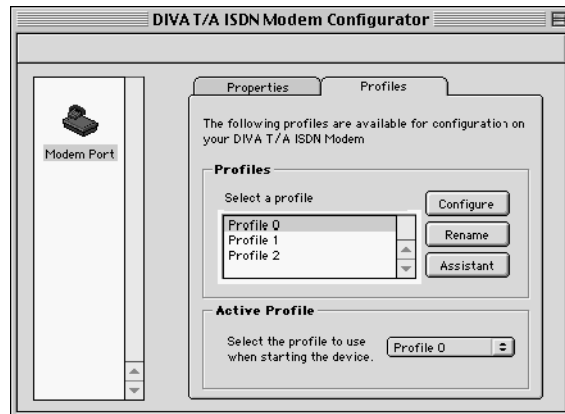 DIVA T/A ISDN Modem Configurator
Modem Port
Properties
Profiles
The following profiles are available for configuration on
your DIVA T/A ISDN Modem
Profiles
Select a profile
Profile 0
Profile 1
Profile 2
Configure
Rename
Assistant
Active Profile
Select the profile to use
when starting the device.
Profile 0